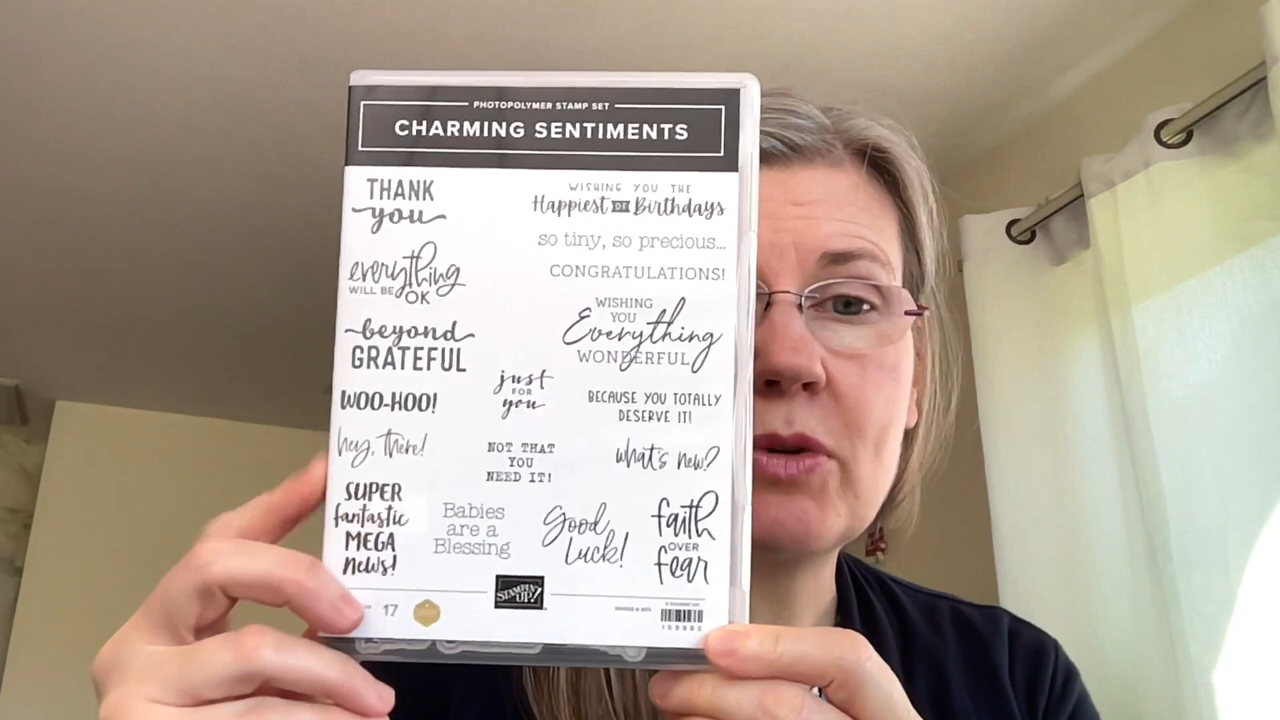 PHOTOPOLYMER STAMP SET
CHARMING SENTIMENTS
THANK
you
everything
WILL BE
OK
beyond
GRATEFUL
WOO-HOO!
hey, there!
SUPER
fantastic
MEGA
news!
WISHING YOU THE
Happiest OF Birthdays
so tiny, so precious...
CONGRATULATIONS!
WISHING
YOU
Everything
WONDERFUL
just
FOR
you
BECAUSE YOU TOTALLY
DESERVE IT!
NOT THAT
YOU
NEED IT!
what's new?
Babies
are a
Blessing
Good
Luck!
faith
OVER
fear
STAMPIN' UP!
17